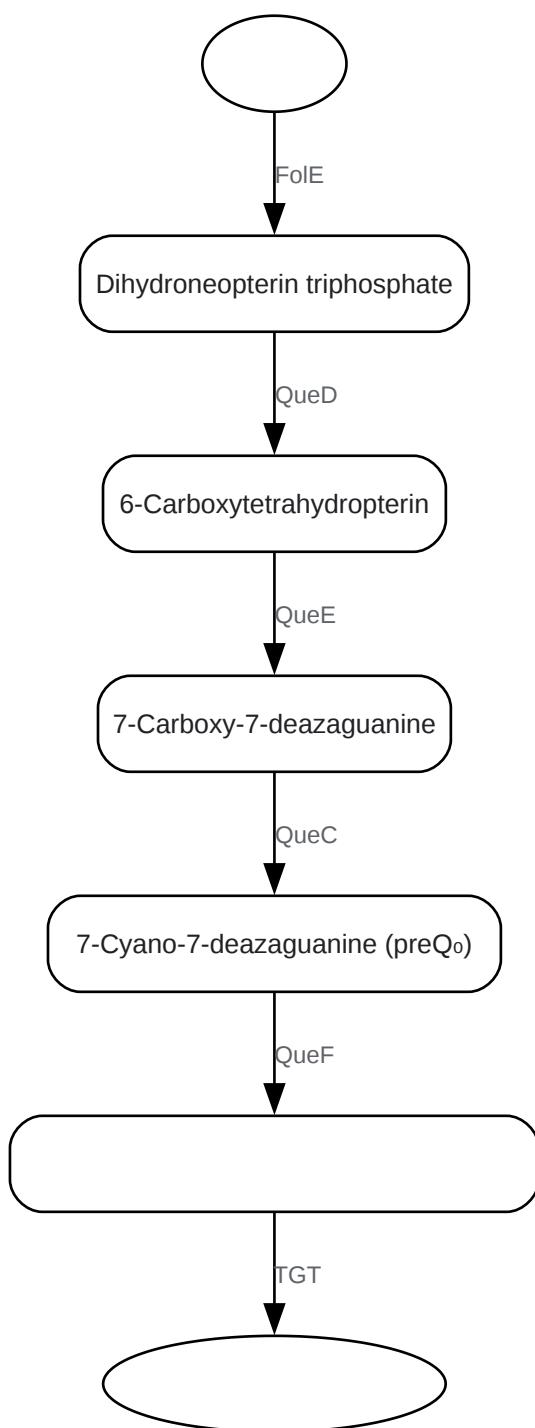 FolE
Dihydroneopterin triphosphate
QueD
6-Carboxytetrahydropterin
QueE
7-Carboxy-7-deazaguanine
QueC
7-Cyano-7-deazaguanine (preQ₀)
QueF
TGT